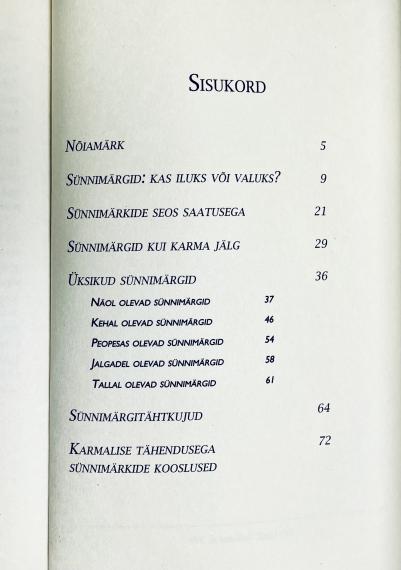 SISUKORD
NÕIAMÄRK 5
SÜNNIMÄRGID: KAS ILUKS VÕI VALUKS? 9
SÜNNIMÄRKIDE SEOS SAATUSEGA 21
SÜNNIMÄRGID KUI KARMA JÄLG 29
ÜKSIKUD SÜNNIMÄRGID 36
NÄOL OLEVAD SÜNNIMÄRGID 37
KEHAL OLEVAD SÜNNIMÄRGID 46
PEOPESAS OLEVAD SÜNNIMÄRGID 54
JALGADEL OLEVAD SÜNNIMÄRGID 58
TALLAL OLEVAD SÜNNIMÄRGID 61
SÜNNIMÄRGITÄHTKUJUD 64
KARMALISE TÄHENDUSEGA 72
SÜNNIMÄRKIDE KOOSLUSED